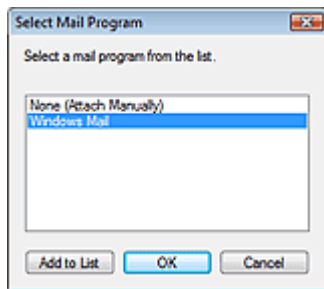 Select Mail Program
Select a mail program from the list.
None (Attach Manually)
Windows Mail
Add to List
OK
Cancel